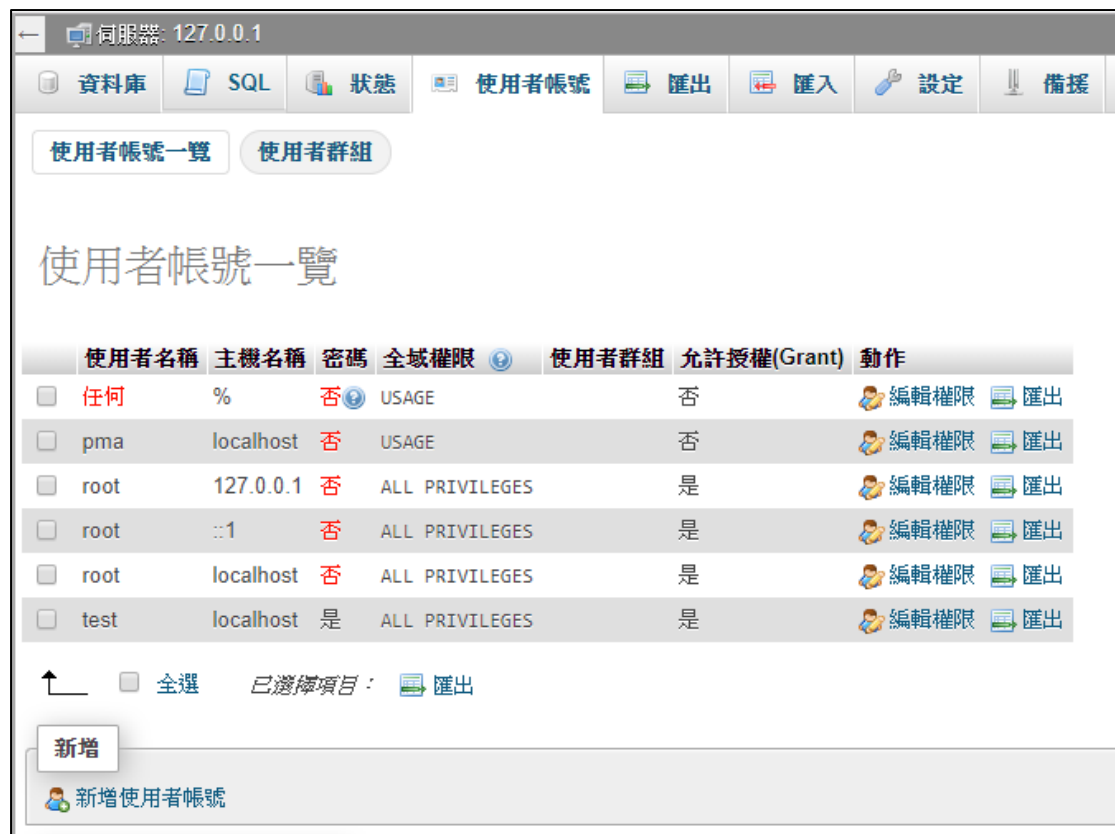 伺服器: 127.0.0.1
資料庫 SQL 狀態 使用者帳號 匯出 匯入 設定 備援
使用者帳號一覽 使用者群組
使用者帳號一覽
使用者名稱 主機名稱 密碼 全域權限 使用者群組 允許授權(Grant) 動作
任何 % 否 USAGE 否 編輯權限 匯出
pma localhost 否 USAGE 否 編輯權限 匯出
root 127.0.0.1 否 ALL PRIVILEGES 是 編輯權限 匯出
root ::1 否 ALL PRIVILEGES 是 編輯權限 匯出
root localhost 否 ALL PRIVILEGES 是 編輯權限 匯出
test localhost 是 ALL PRIVILEGES 是 編輯權限 匯出
全選 已選擇項目： 匯出
新增
新增使用者帳號